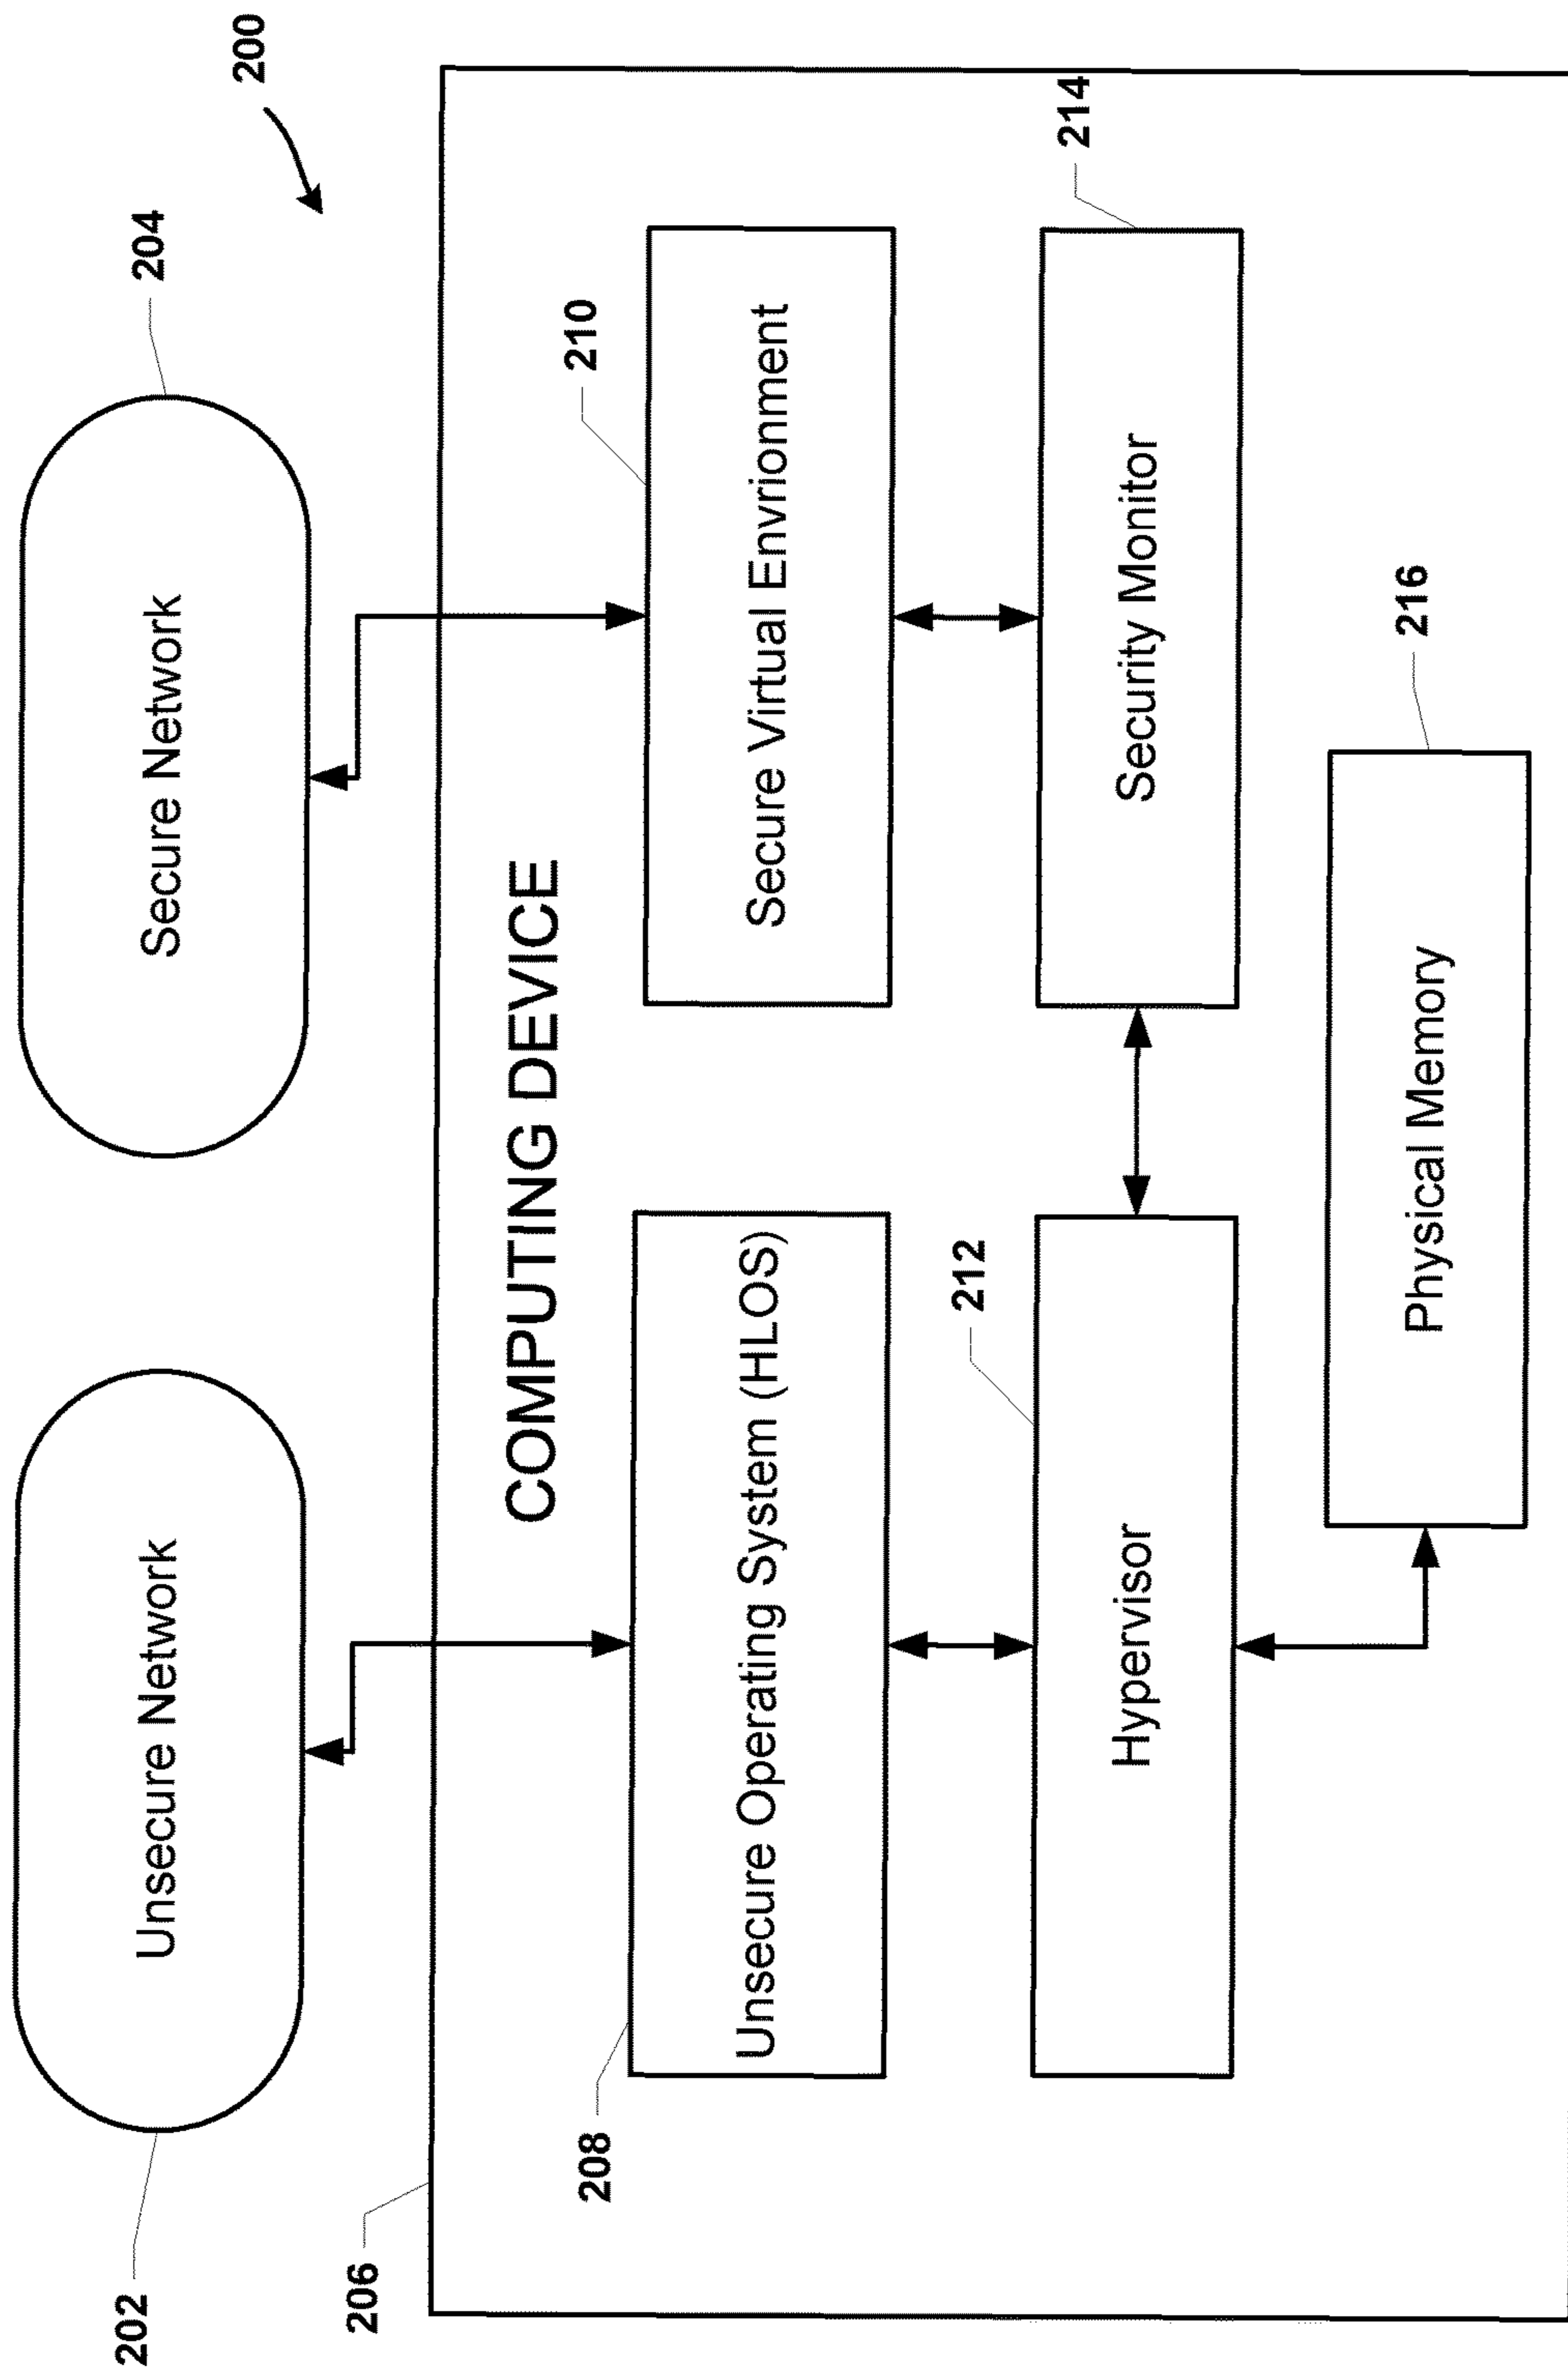 200
202
Unsecure Network
Secure Network
204
206
COMPUTING DEVICE
208
Unsecure Operating System (HLOS)
210
Secure Virtual Envrionment
212
Hypervisor
214
Security Monitor
216
Physical Memory